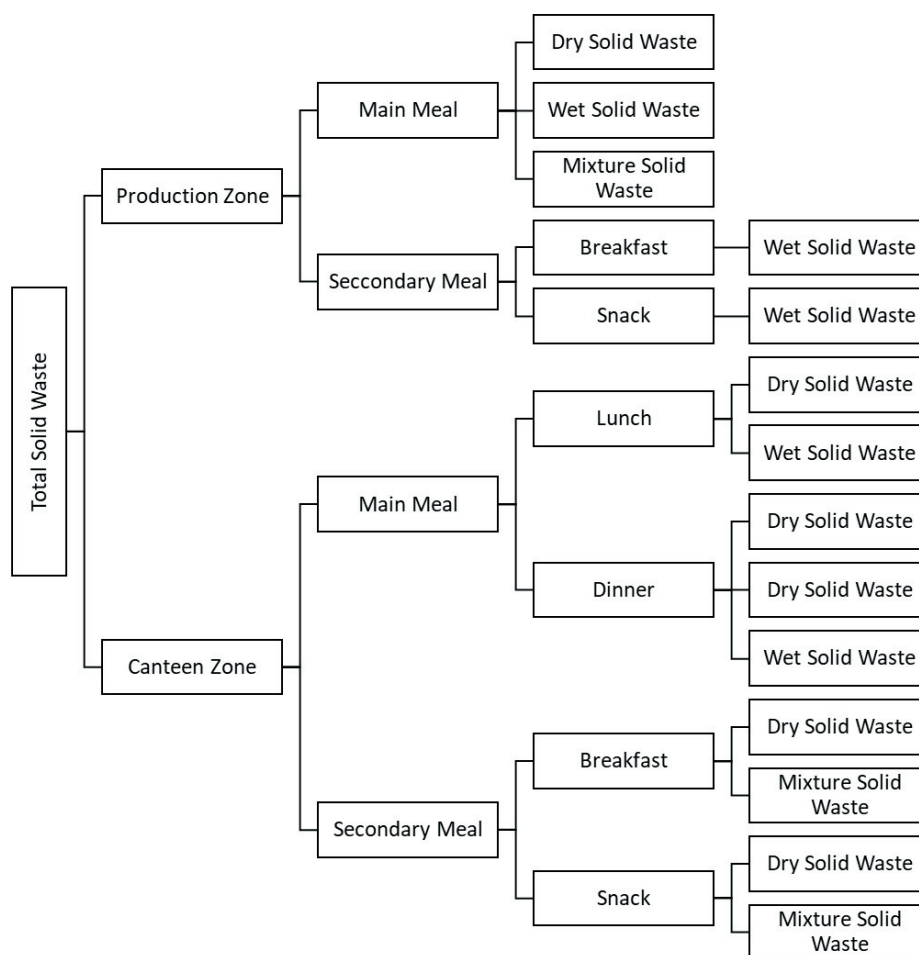 Total Solid Waste
Production Zone
Main Meal
Dry Solid Waste
Wet Solid Waste
Mixture Solid
Waste
Seccondary Meal
Breakfast
Wet Solid Waste
Snack
Wet Solid Waste
Canteen Zone
Main Meal
Lunch
Dry Solid Waste
Wet Solid Waste
Dinner
Dry Solid Waste
Dry Solid Waste
Wet Solid Waste
Secondary Meal
Breakfast
Dry Solid Waste
Mixture Solid
Waste
Snack
Dry Solid Waste
Mixture Solid
Waste